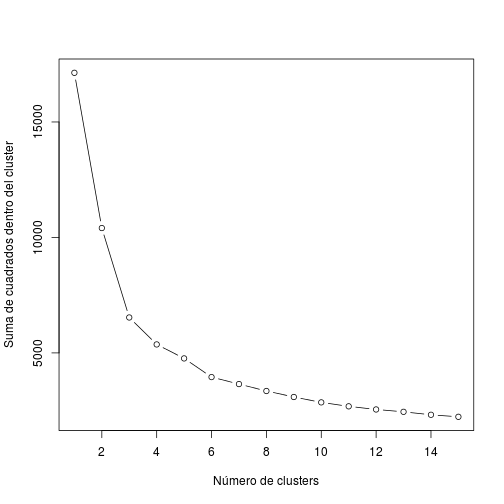 Suma de cuadrados dentro del cluster
15000
10000
5000
2 4 6 8 10 12 14
Número de clusters